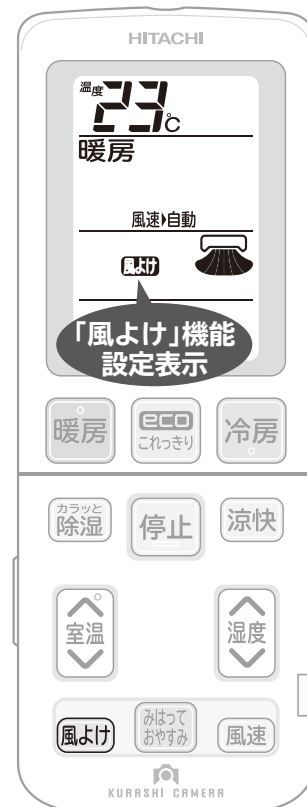 HITACHI
温度 23℃
暖房
風速▶自動
風よけ
「風よけ」機能
設定表示
暖房 eco これっきり 冷房
カラッと 除湿 停止 涼快
室温 湿度
風よけ みはって おやすみ 風速
KURASHI CAMERA